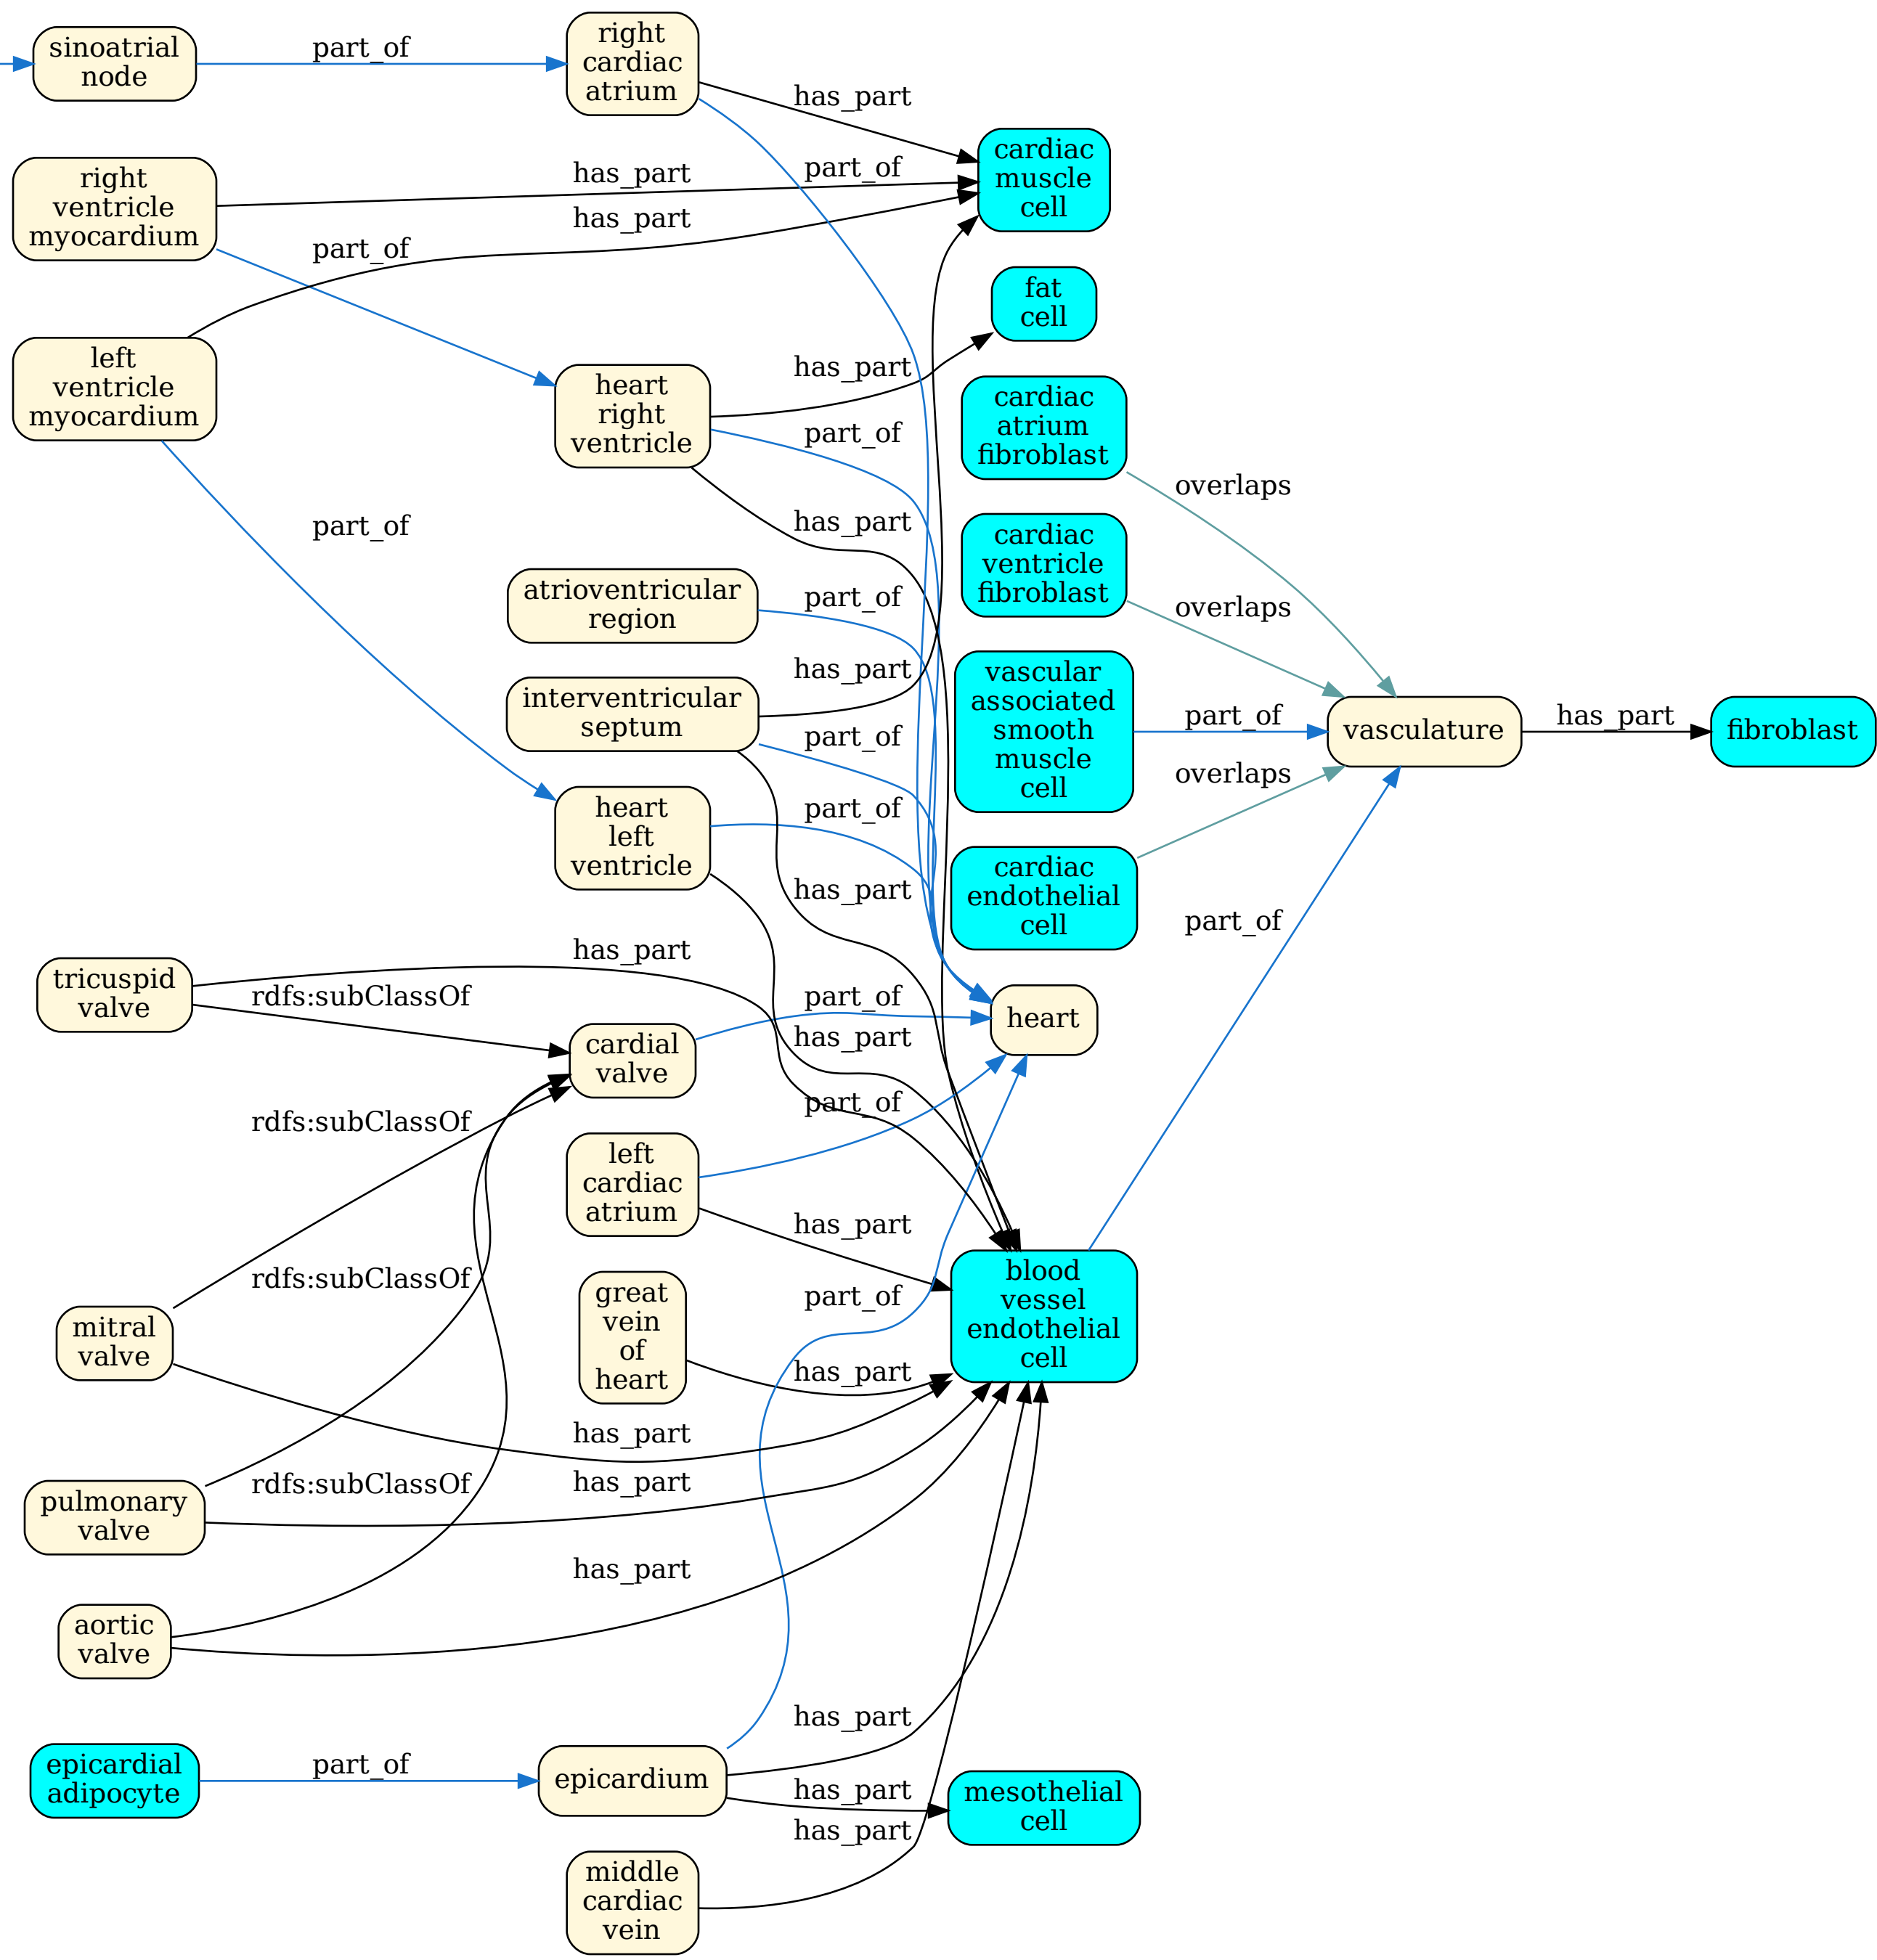 sinoatrial
node
part_of
right
cardiac
atrium
has_part
part_of
cardiac
muscle
cell
right
ventricle
myocardium
has_part
part_of
left
ventricle
myocardium
has_part
part_of
fat
cell
heart
right
ventricle
has_part
part_of
has_part
cardiac
atrium
fibroblast
overlaps
cardiac
ventricle
fibroblast
overlaps
atrioventricular
region
part_of
interventricular
septum
has_part
part_of
has_part
vascular
associated
smooth
muscle
cell
part_of
vasculature
has_part
fibroblast
heart
left
ventricle
part_of
has_part
cardiac
endothelial
cell
overlaps
part_of
tricuspid
valve
has_part
rdfs:subClassOf
cardial
valve
part_of
heart
mitral
valve
rdfs:subClassOf
has_part
left
cardiac
atrium
part_of
has_part
great
vein
of
heart
has_part
blood
vessel
endothelial
cell
pulmonary
valve
rdfs:subClassOf
has_part
aortic
valve
rdfs:subClassOf
has_part
epicardial
adipocyte
part_of
epicardium
part_of
has_part
has_part
mesothelial
cell
middle
cardiac
vein
has_part